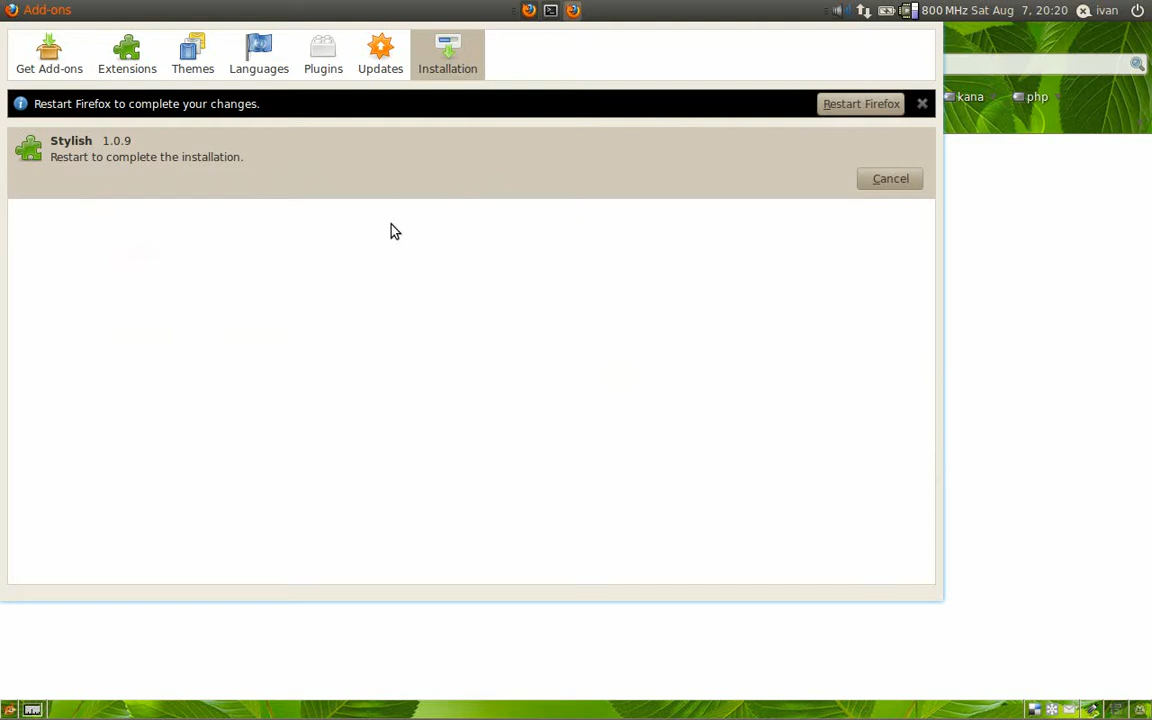 Add-ons
800 MHz Sat Aug 7, 20:20 ivan
Get Add-ons Extensions Themes Languages Plugins Updates Installation
Restart Firefox to complete your changes. Restart Firefox
kana php
Stylish 1.0.9
Restart to complete the installation.
Cancel